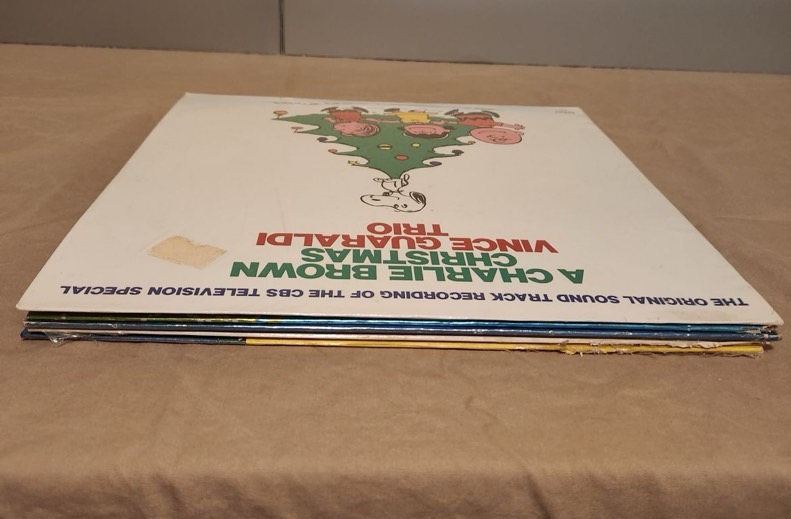 THE ORIGINAL SOUND TRACK RECORDING OF THE CBS TELEVISION SPECIAL
A CHARLIE BROWN
CHRISTMAS
VINCE GUARALDI
TRIO